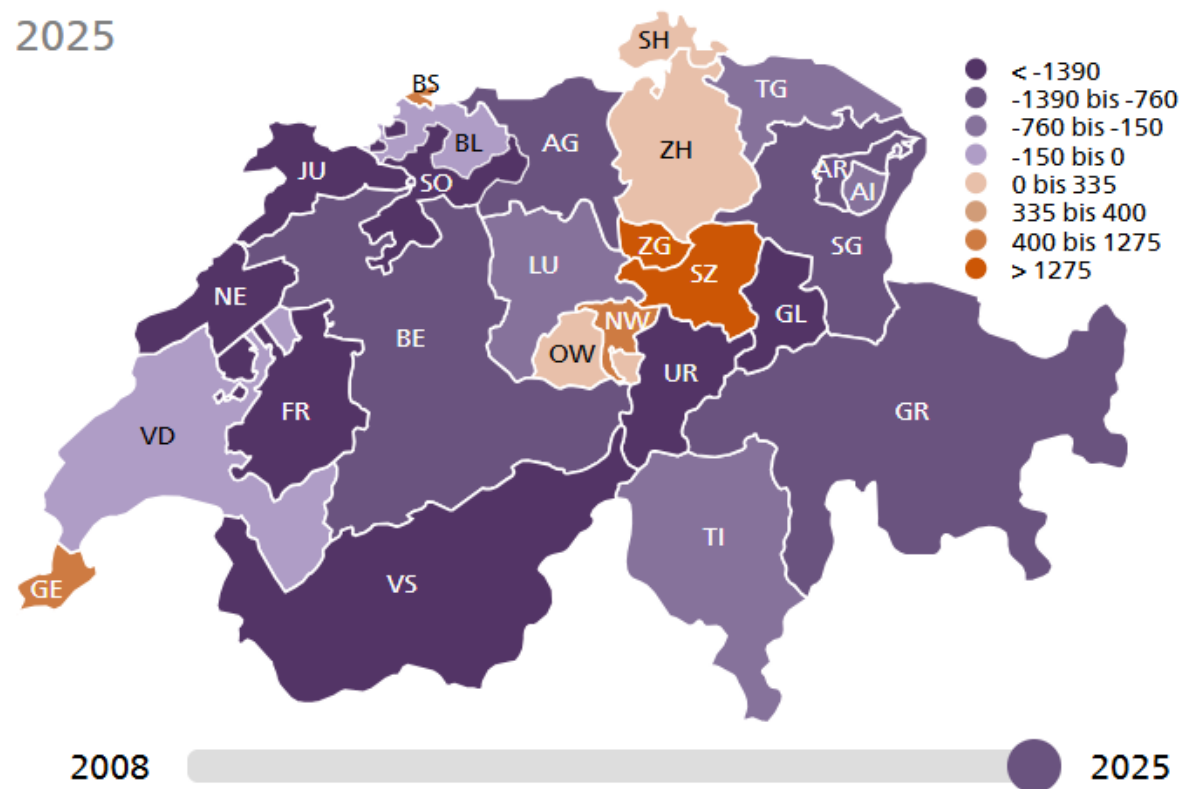 2025
SH
BS
TG
< -1390
-1390 bis -760
-760 bis -150
-150 bis 0
0 bis 335
335 bis 400
400 bis 1275
> 1275
BL
AG
ZH
JU
SO
AR
AI
ZG
SG
LU
SZ
NE
GL
NW
BE
OW
UR
FR
GR
VD
TI
VS
GE
2008
2025